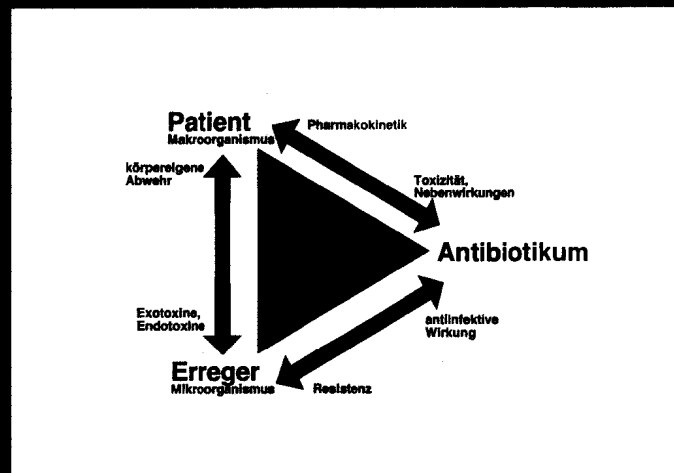 Patient
Makroorganismus
Pharmakokinetik
körpereigene
Abwehr
Toxizität,
Nebenwirkungen
Antibiotikum
Exotoxine,
Endotoxine
antiinfektive
Wirkung
Erreger
Mikroorganismus
Resistenz